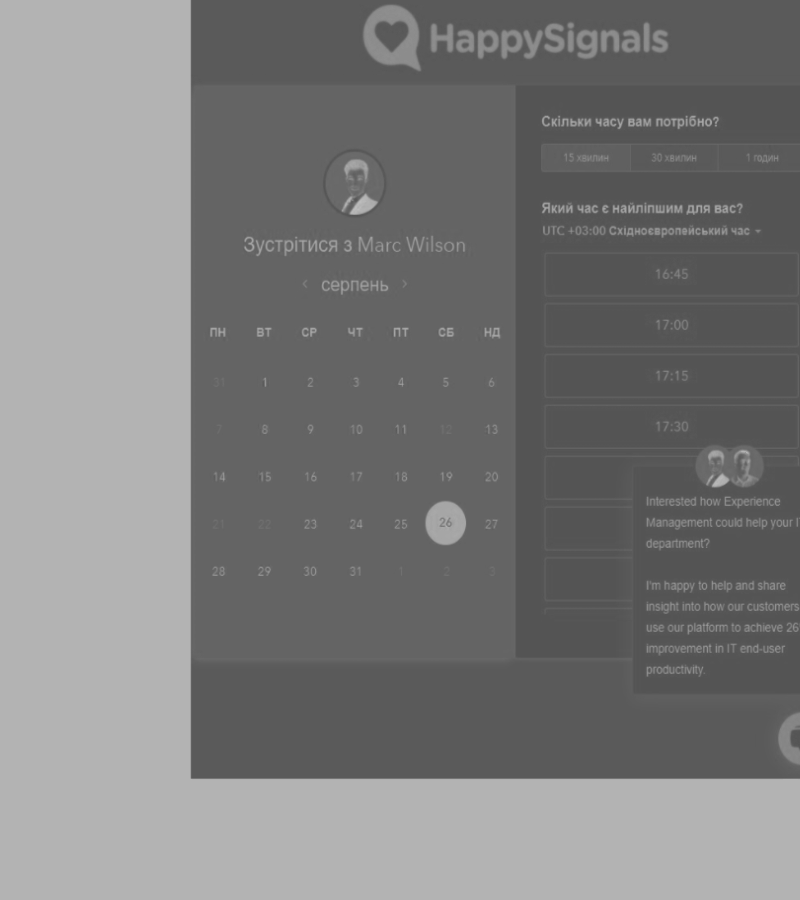 HappySignals
Зустрітися з Marc Wilson
серпень
ПН ВТ СР ЧТ ПТ СБ НД
31 1 2 3 4 5 6
7 8 9 10 11 12 13
14 15 16 17 18 19 20
21 22 23 24 25 26 27
28 29 30 31 1 2 3
Скільки часу вам потрібно?
15 хвилин 30 хвилин 1 годин
Який час є найліпшим для вас?
UTC +03:00 Східноєвропейський час
16:45
17:00
17:15
17:30
Interested how Experience
Management could help your I
department?
I'm happy to help and share
insight into how our customers
use our platform to achieve 26
improvement in IT end-user
productivity.